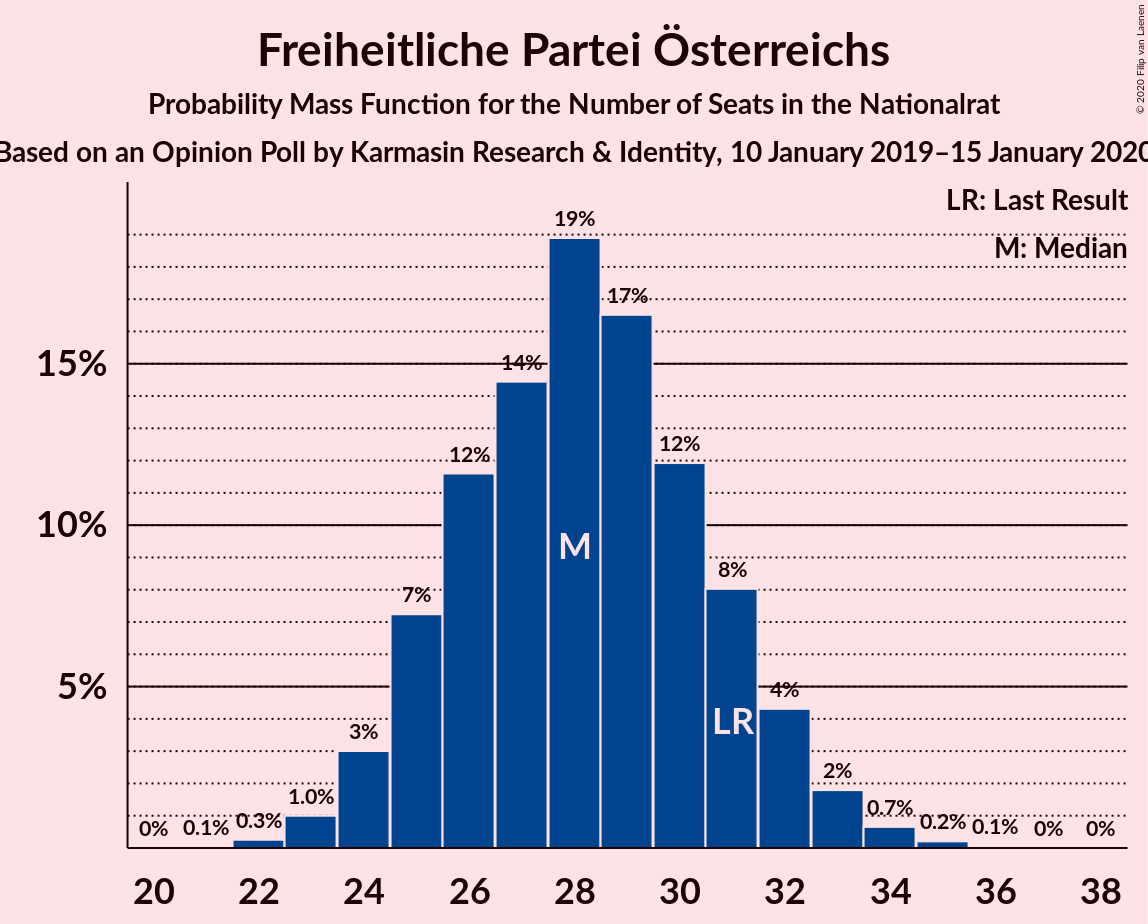 Freiheitliche Partei Österreichs
Probability Mass Function for the Number of Seats in the Nationalrat
Based on an Opinion Poll by Karmasin Research & Identity, 10 January 2019–15 January 2020
© 2020 Filip van Laenen
LR: Last Result
M: Median
19%
17%
15%
14%
12%
12%
10%
M
8%
7%
5%
4%
LR
3%
2%
1.0%
0.7%
0% 0.1% 0.3% 0.2% 0.1% 0% 0%
20 22 24 26 28 30 32 34 36 38